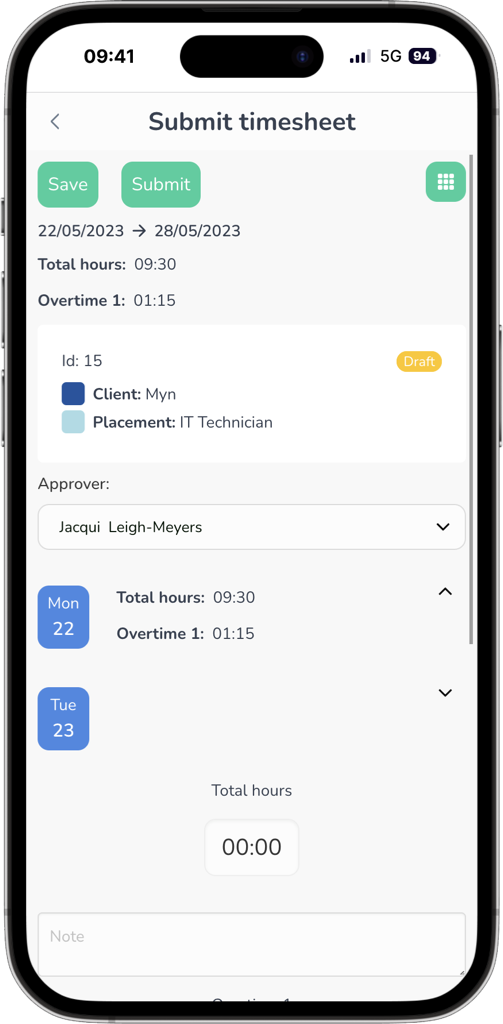 09:41 5G 94
Submit timesheet
Save Submit
22/05/2023 → 28/05/2023
Total hours: 09:30
Overtime 1: 01:15
Id: 15 Draft
Client: Myn
Placement: IT Technician
Approver:
Jacqui Leigh-Meyers
Mon
22
Total hours: 09:30
Overtime 1: 01:15
Tue
23
Total hours
00:00
Note